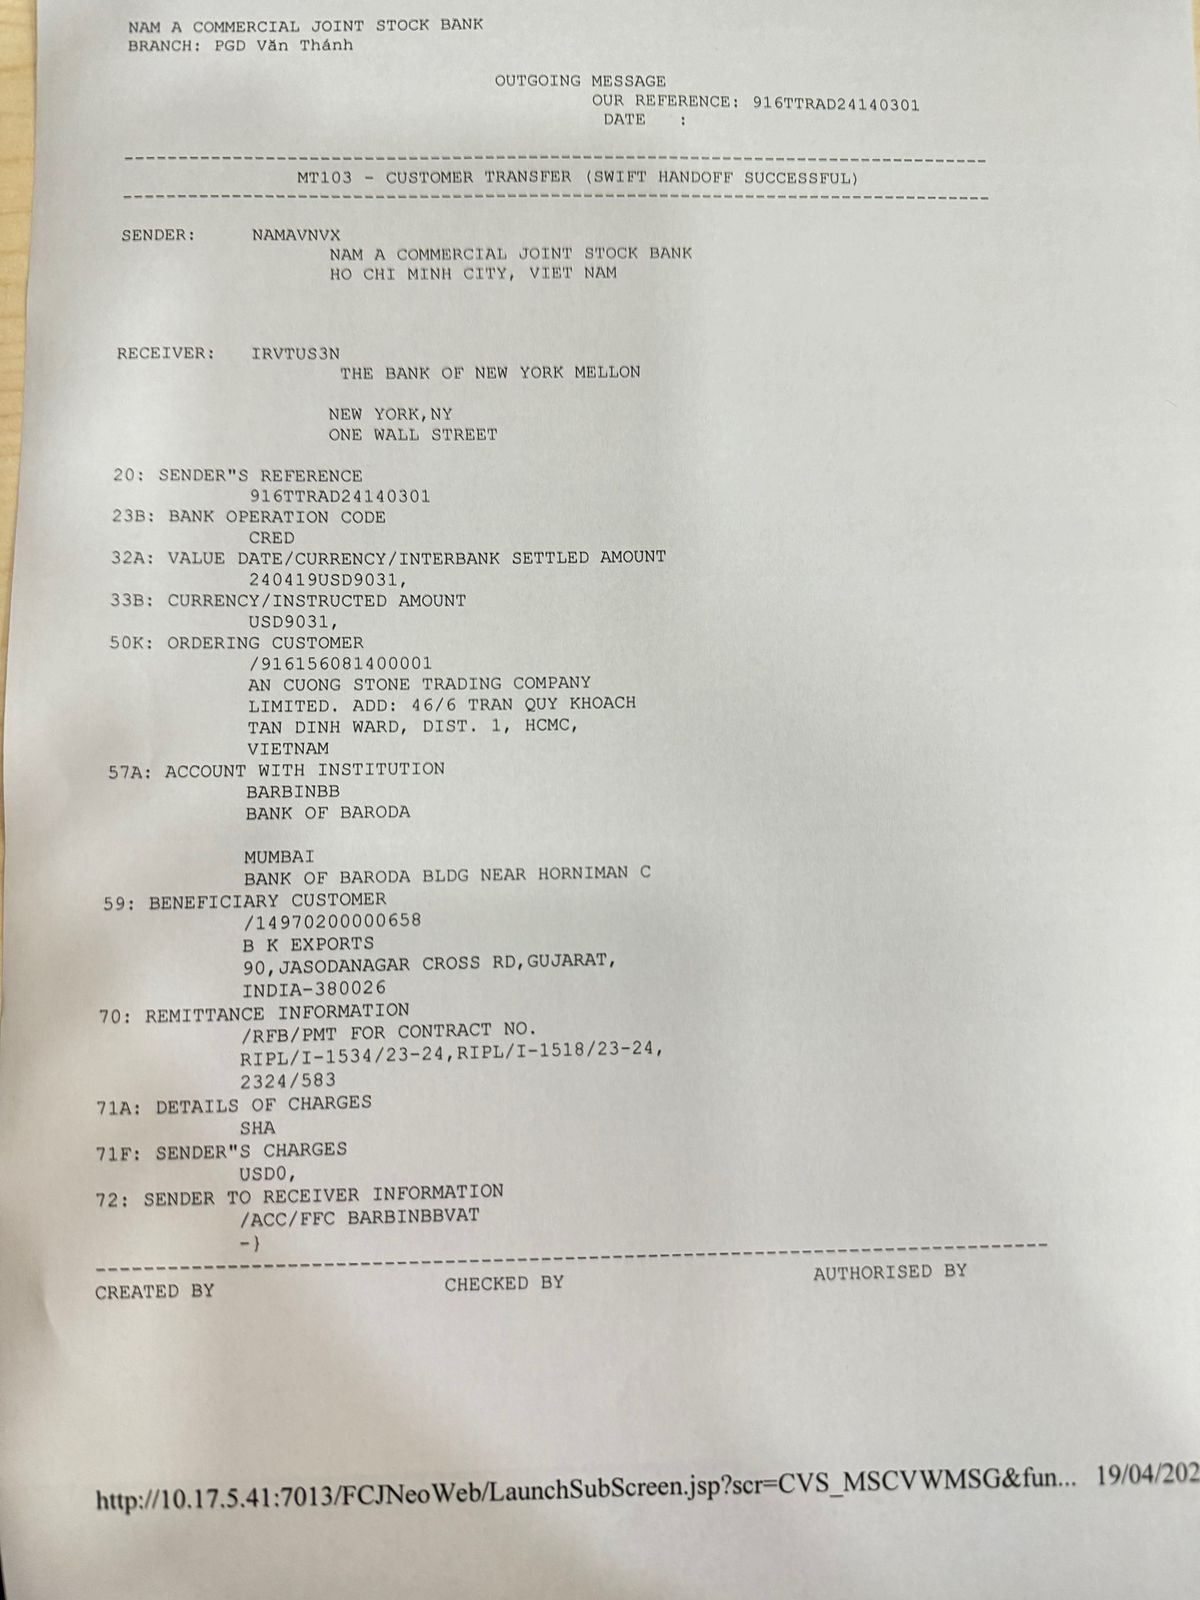 NAM A COMMERCIAL JOINT STOCK BANK
BRANCH: PGD Văn Thánh
OUTGOING MESSAGE
OUR REFERENCE: 916TTRAD24140301
DATE :
MT103 - CUSTOMER TRANSFER (SWIFT HANDOFF SUCCESSFUL)
SENDER: NAMAVNVX
NAM A COMMERCIAL JOINT STOCK BANK
HO CHI MINH CITY, VIET NAM
RECEIVER: IRVTUS3N
THE BANK OF NEW YORK MELLON
NEW YORK,NY
ONE WALL STREET
20: SENDER"S REFERENCE
916TTRAD24140301
23B: BANK OPERATION CODE
CRED
32A: VALUE DATE/CURRENCY/INTERBANK SETTLED AMOUNT
240419USD9031,
33B: CURRENCY/INSTRUCTED AMOUNT
USD9031,
50K: ORDERING CUSTOMER
/916156081400001
AN CUONG STONE TRADING COMPANY
LIMITED. ADD: 46/6 TRAN QUY KHOACH
TAN DINH WARD, DIST. 1, HCMC,
VIETNAM
57A: ACCOUNT WITH INSTITUTION
BARBINBB
BANK OF BARODA
MUMBAI
BANK OF BARODA BLDG NEAR HORNIMAN C
59: BENEFICIARY CUSTOMER
/14970200000658
B K EXPORTS
90,JASODANAGAR CROSS RD,GUJARAT,
INDIA-380026
70: REMITTANCE INFORMATION
/RFB/PMT FOR CONTRACT NO.
RIPL/I-1534/23-24,RIPL/I-1518/23-24,
2324/583
71A: DETAILS OF CHARGES
SHA
71F: SENDER"S CHARGES
USD0,
72: SENDER TO RECEIVER INFORMATION
/ACC/FFC BARBINBBVAT
-}
CREATED BY CHECKED BY AUTHORISED BY
http://10.17.5.41:7013/FCJNeoWeb/LaunchSubScreen.jsp?scr=CVS_MSCVWMSG&fun... 19/04/202